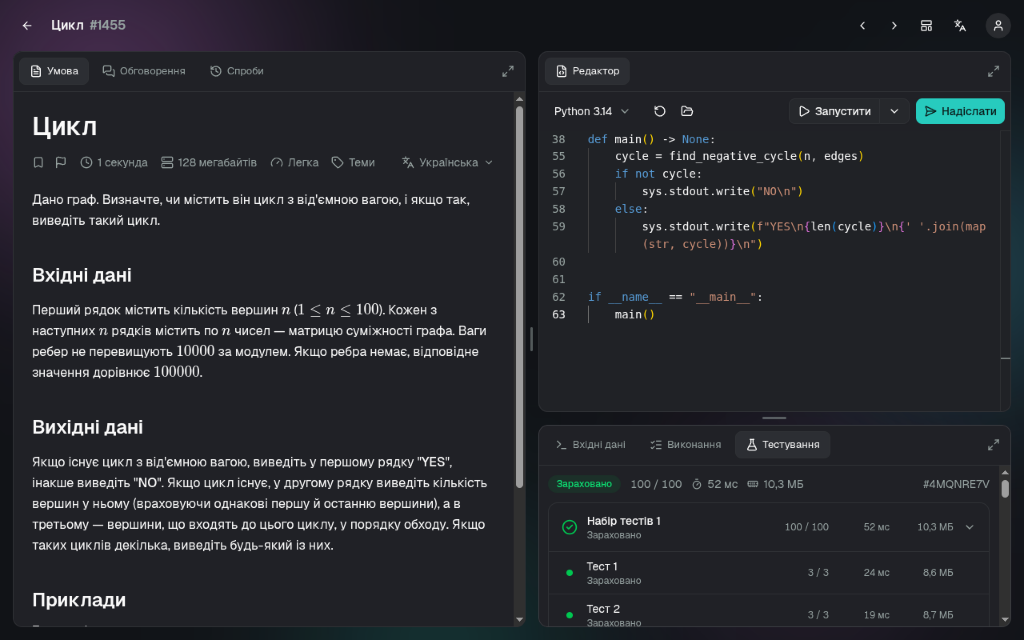 Цикл #1455
Умова
Обговорення
Спроби
Цикл
1 секунда
128 мегабайтів
Легка
Теми
Українська
Дано граф. Визначте, чи містить він цикл з від'ємною вагою, і якщо так,
виведіть такий цикл.
Вхідні дані
Перший рядок містить кількість вершин n (1 ≤ n ≤ 100). Кожен з
наступних n рядків містить по n чисел — матрицю суміжності графа. Ваги
ребер не перевищують 10000 за модулем. Якщо ребра немає, відповідне
значення дорівнює 100000.
Вихідні дані
Якщо існує цикл з від'ємною вагою, виведіть у першому рядку "YES",
інакше виведіть "NO". Якщо цикл існує, у другому рядку виведіть кількість
вершин у ньому (враховуючи однакові першу й останню вершини), а в
третьому — вершини, що входять до цього циклу, у порядку обходу. Якщо
таких циклів декілька, виведіть будь-який із них.
Приклади
Редактор
Python 3.14
Запустити
Надіслати
38 def main() -> None:
55 cycle = find_negative_cycle(n, edges)
56 if not cycle:
57 sys.stdout.write("NO\n")
58 else:
59 sys.stdout.write(f"YES\n{len(cycle)}\n{' '.join(map
(str, cycle))}\n")
60
61
62 if __name__ == "__main__":
63 main()
Вхідні дані
Виконання
Тестування
Зараховано 100 / 100 52 мс 10,3 МБ #4MQNRE7V
Набір тестів 1 100 / 100 52 мс 10,3 МБ
Зараховано
Тест 1 3 / 3 24 мс 8,6 МБ
Зараховано
Тест 2 3 / 3 19 мс 8,7 МБ
Зараховано